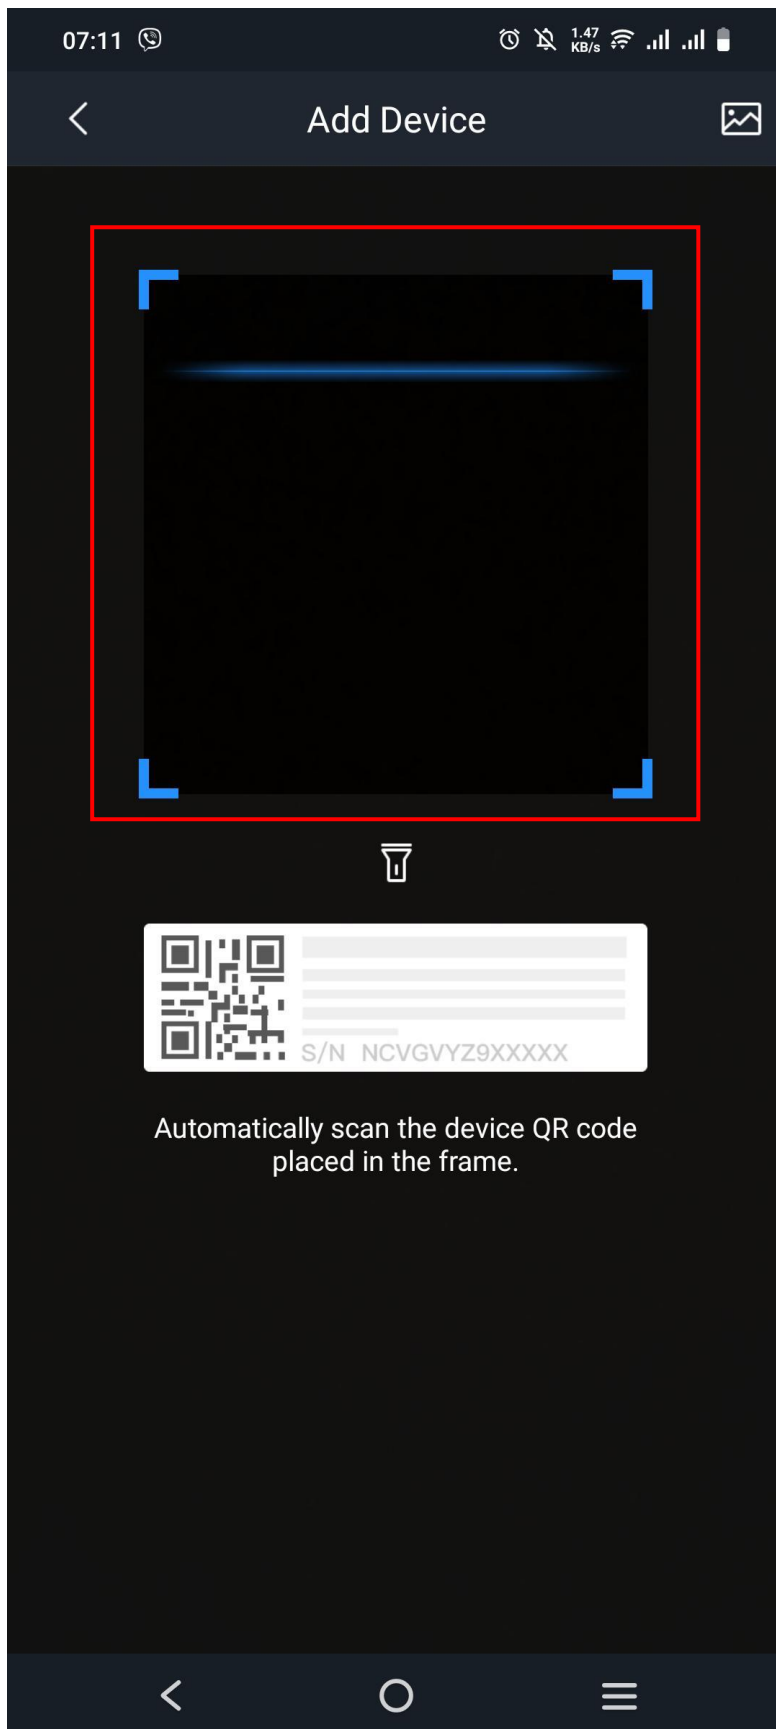 07:11
1.47
KB/s
Add Device
S/N NCVGVYZ9XXXXX
Automatically scan the device QR code
placed in the frame.